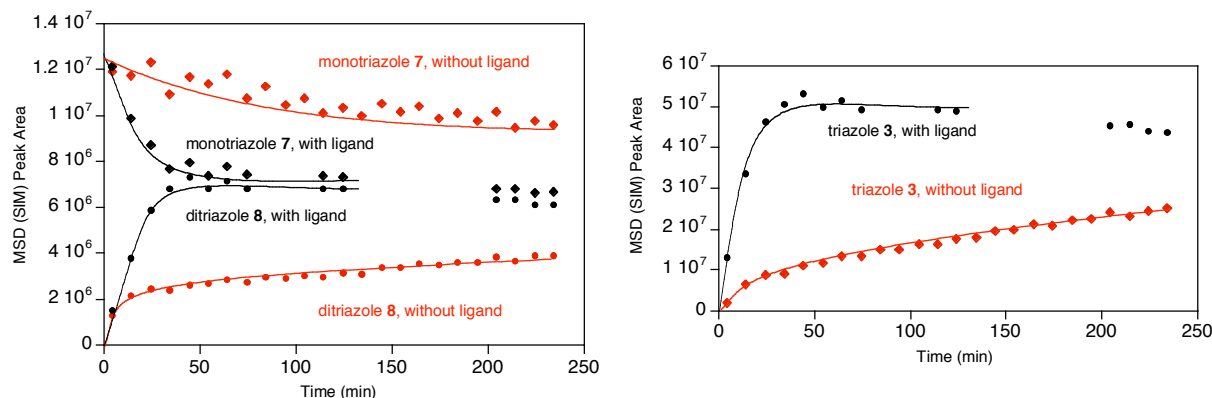 MSD (SIM) Peak Area
1.4 10⁷
1.2 10⁷
1 10⁷
8 10⁶
6 10⁶
4 10⁶
2 10⁶
0
monotriazole 7, without ligand
monotriazole 7, with ligand
ditriazole 8, with ligand
ditriazole 8, without ligand
0 50 100 150 200 250
Time (min)
MSD (SIM) Peak Area
6 10⁷
5 10⁷
4 10⁷
3 10⁷
2 10⁷
1 10⁷
0
triazole 3, with ligand
triazole 3, without ligand
0 50 100 150 200 250
Time (min)